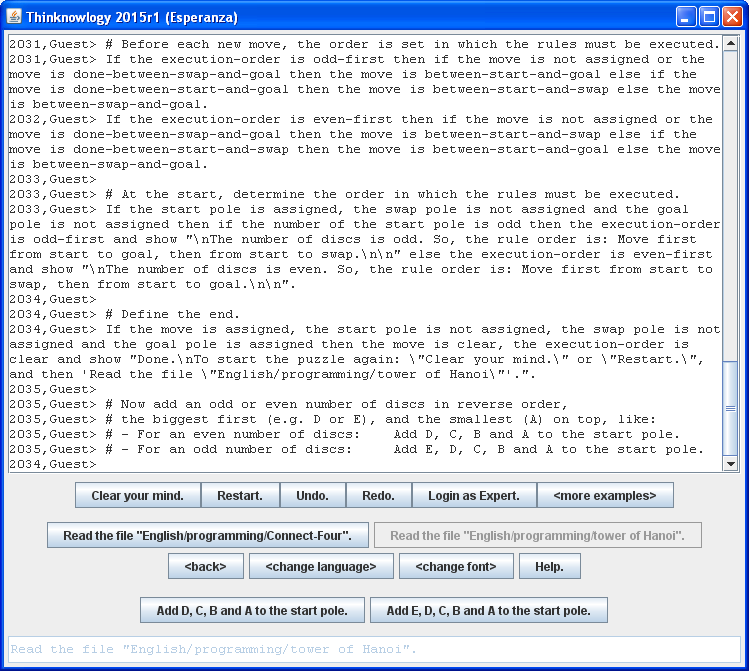 Thinknowlogy 2015r1 (Esperanza)
2031,Guest> # Before each new move, the order is set in which the rules must be executed.
2031,Guest> If the execution-order is odd-first then if the move is not assigned or the
move is done-between-swap-and-goal then the move is between-start-and-goal else if the
move is done-between-start-and-goal then the move is between-start-and-swap else the move
is between-swap-and-goal.
2032,Guest> If the execution-order is even-first then if the move is not assigned or the
move is done-between-swap-and-goal then the move is between-start-and-swap else if the
move is done-between-start-and-swap then the move is between-start-and-goal else the move
is between-swap-and-goal.
2033,Guest>
2033,Guest> # At the start, determine the order in which the rules must be executed.
2033,Guest> If the start pole is assigned, the swap pole is not assigned and the goal
pole is not assigned then if the number of the start pole is odd then the execution-order
is odd-first and show "\nThe number of discs is odd. So, the rule order is: Move first
from start to goal, then from start to swap.\n\n" else the execution-order is even-first
and show "\nThe number of discs is even. So, the rule order is: Move first from start to
swap, then from start to goal.\n\n".
2034,Guest>
2034,Guest> # Define the end.
2034,Guest> If the move is assigned, the start pole is not assigned, the swap pole is not
assigned and the goal pole is assigned then the move is clear, the execution-order is
clear and show "Done.\nTo start the puzzle again: \"Clear your mind.\" or \"Restart.\",
and then 'Read the file \"English/programming/tower of Hanoi\"'.".
2035,Guest>
2035,Guest> # Now add an odd or even number of discs in reverse order,
2035,Guest> # the biggest first (e.g. D or E), and the smallest (A) on top, like:
2035,Guest> # - For an even number of discs:    Add D, C, B and A to the start pole.
2035,Guest> # - For an odd number of discs:     Add E, D, C, B and A to the start pole.
2034,Guest>
Clear your mind. Restart. Undo. Redo. Login as Expert. <more examples>
Read the file "English/programming/Connect-Four". Read the file "English/programming/tower of Hanoi".
<back> <change language> <change font> Help.
Add D, C, B and A to the start pole. Add E, D, C, B and A to the start pole.
Read the file "English/programming/tower of Hanoi".